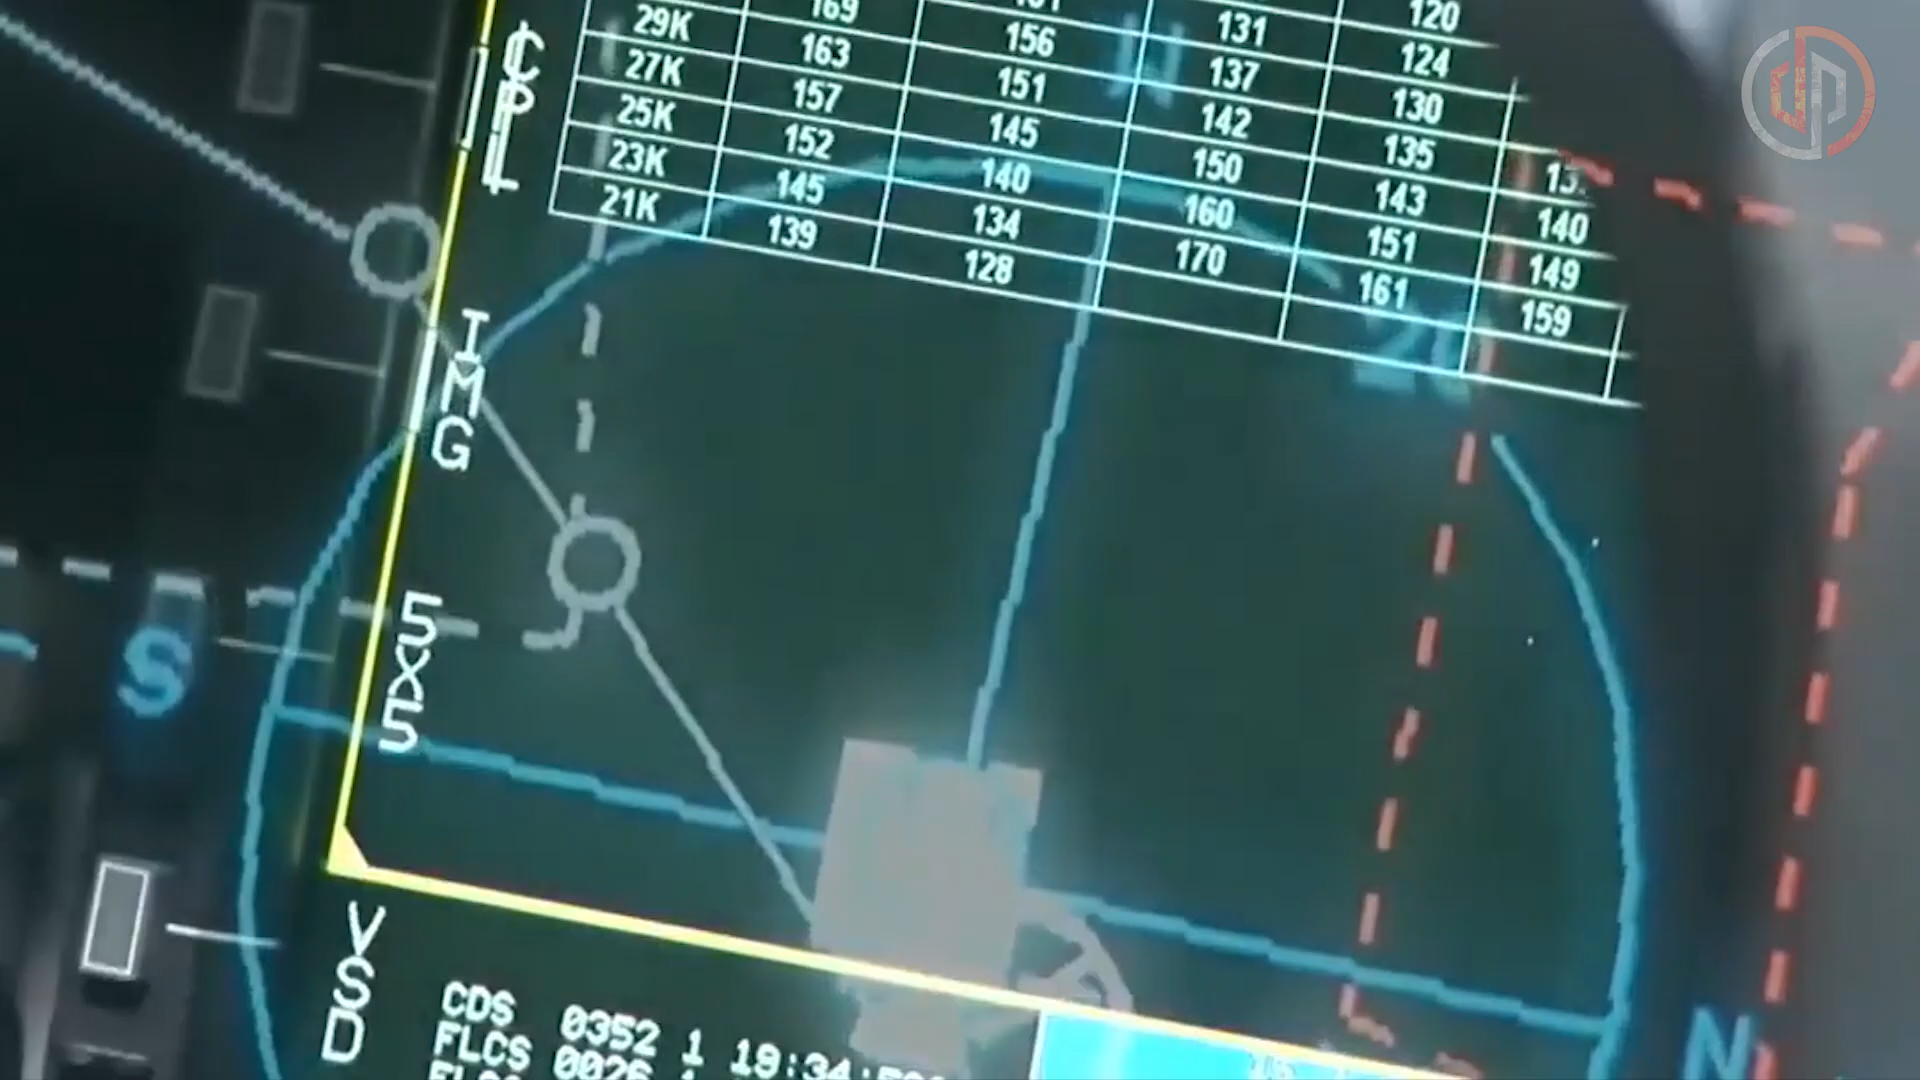 120
131 124
169 156 137 130
29K 163 151 142 135
27K 157 145 150 143 140
25K 152 140 160 151 149
23K 145 134 170 161 159
21K 139 128
CPL
IMG
5X5
VSD
S
N
CDS 0352 1 19:34:
FLCS 0026 1